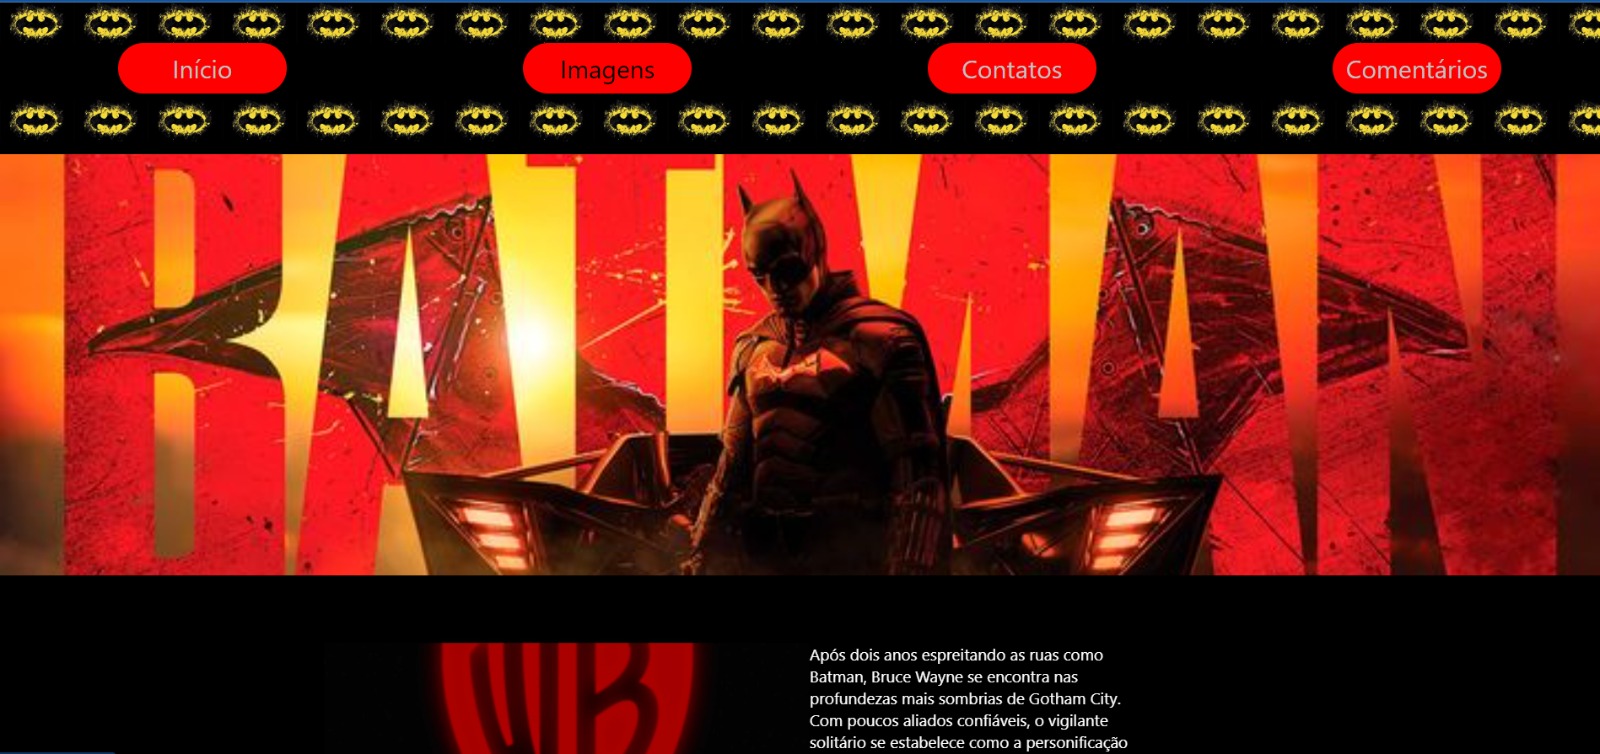 Início
Imagens
Contatos
Comentários
BATMAN
WB
Após dois anos espreitando as ruas como
Batman, Bruce Wayne se encontra nas
profundezas mais sombrias de Gotham City.
Com poucos aliados confiáveis, o vigilante
solitário se estabelece como a personificação